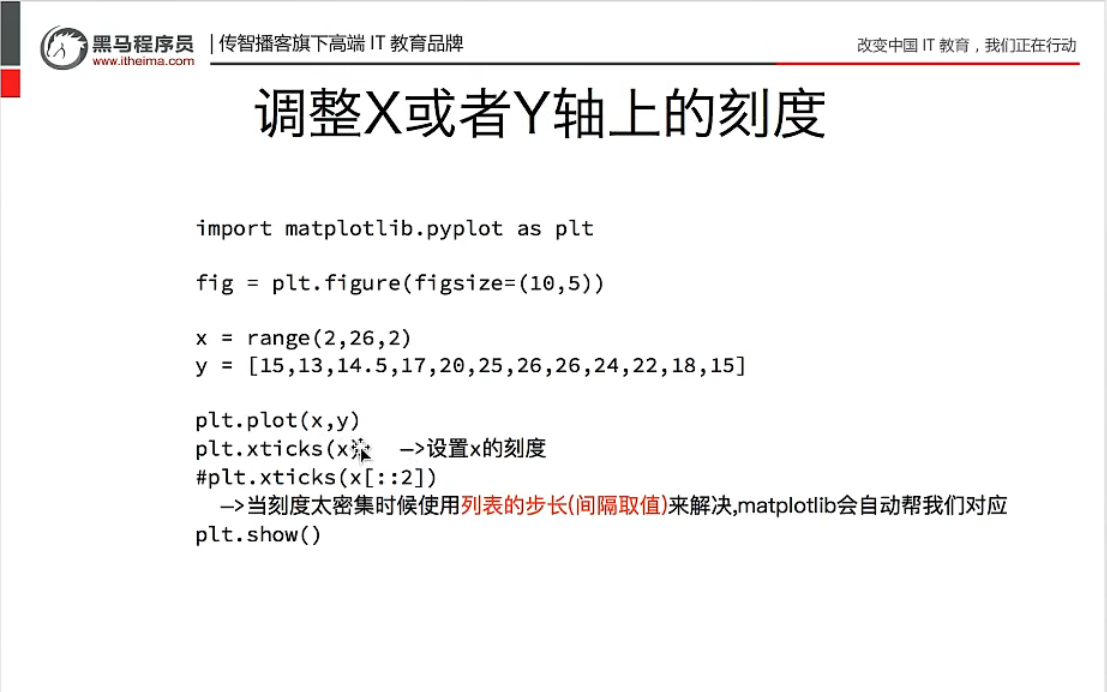 黑马程序员
www.itheima.com
传智播客旗下高端 IT 教育品牌
改变中国 IT 教育，我们正在行动
调整X或者Y轴上的刻度
import matplotlib.pyplot as plt
fig = plt.figure(figsize=(10,5))
x = range(2,26,2)
y = [15,13,14.5,17,20,25,26,26,24,22,18,15]
plt.plot(x,y)
plt.xticks(x) —>设置x的刻度
#plt.xticks(x[::2])
—>当刻度太密集时候使用列表的步长(间隔取值)来解决,matplotlib会自动帮我们对应
plt.show()